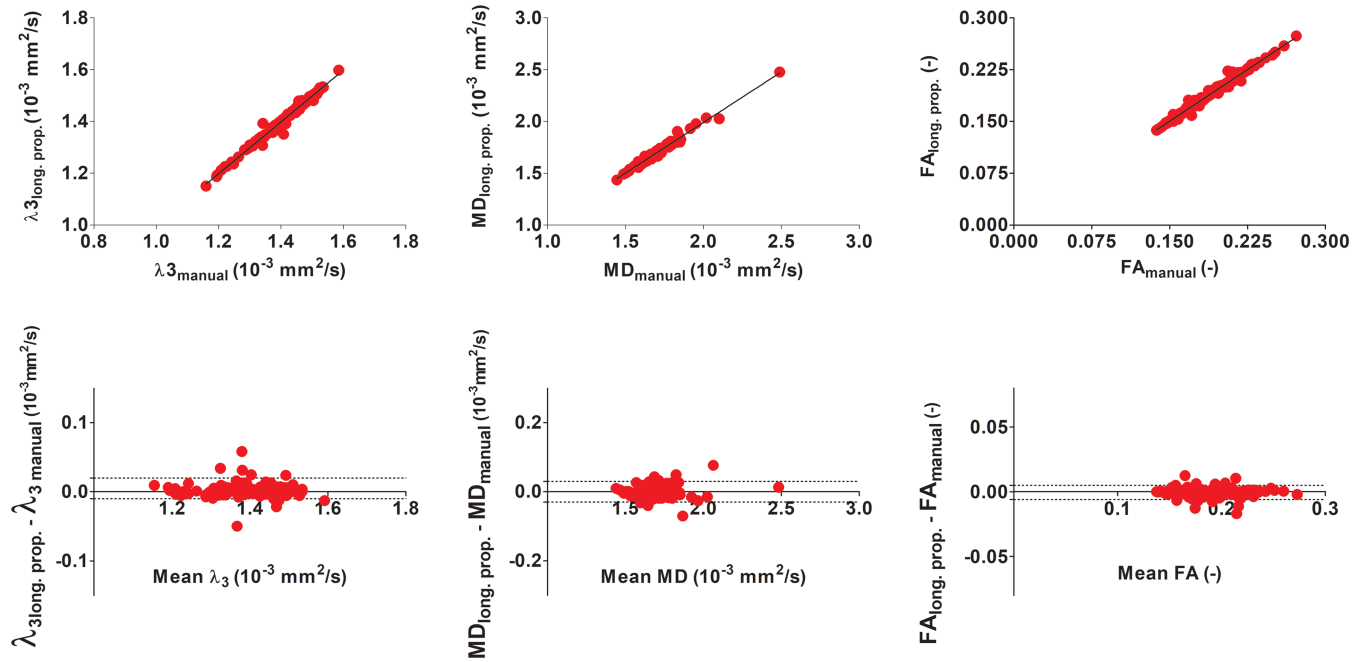 λ3long. prop. (10-3 mm2/s)
1.8
1.6
1.4
1.2
1.0
0.8 1.0 1.2 1.4 1.6 1.8
λ3manual (10-3 mm2/s)
MDlong. prop. (10-3 mm2/s)
3.0
2.5
2.0
1.5
1.0
1.0 1.5 2.0 2.5 3.0
MDmanual (10-3 mm2/s)
FAlong. prop. (-)
0.300
0.225
0.150
0.075
0.000
0.000 0.075 0.150 0.225 0.300
FAmanual (-)
λ3long. prop. - λ3 manual (10-3mm2/s)
0.1
0.0
-0.1
1.2 1.4 1.6 1.8
Mean λ3 (10-3 mm2/s)
MDlong. prop. - MDmanual (10-3mm2/s)
0.2
0.0
-0.2
1.5 2.0 2.5 3.0
Mean MD (10-3 mm2/s)
FAlong. prop. - FAmanual (-)
0.05
0.00
-0.05
0.1 0.2 0.3
Mean FA (-)